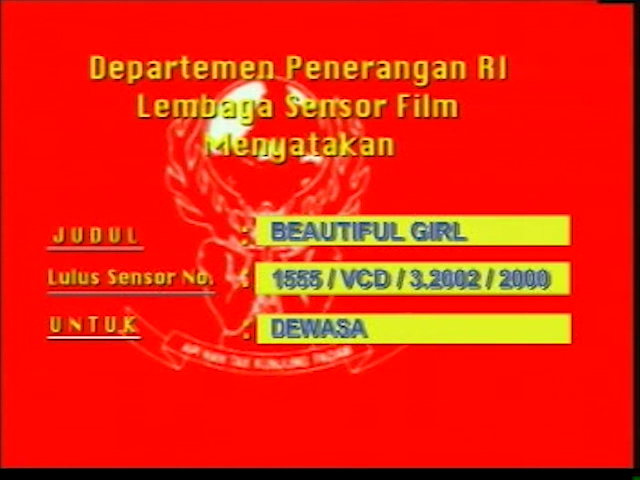 Departemen Penerangan RI
Lembaga Sensor Film
Menyatakan
JUDUL : BEAUTIFUL GIRL
Lulus Sensor No. : 1555 / VCD / 3.2002 / 2000
UNTUK : DEWASA